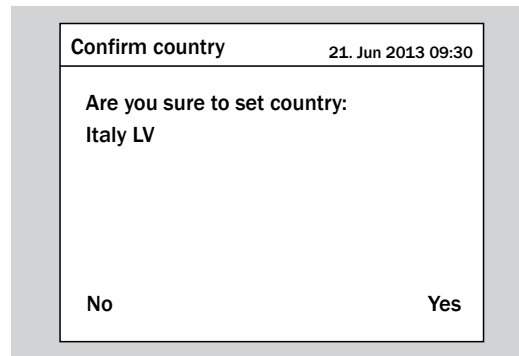 Confirm country 21. Jun 2013 09:30
Are you sure to set country:
Italy LV
No Yes